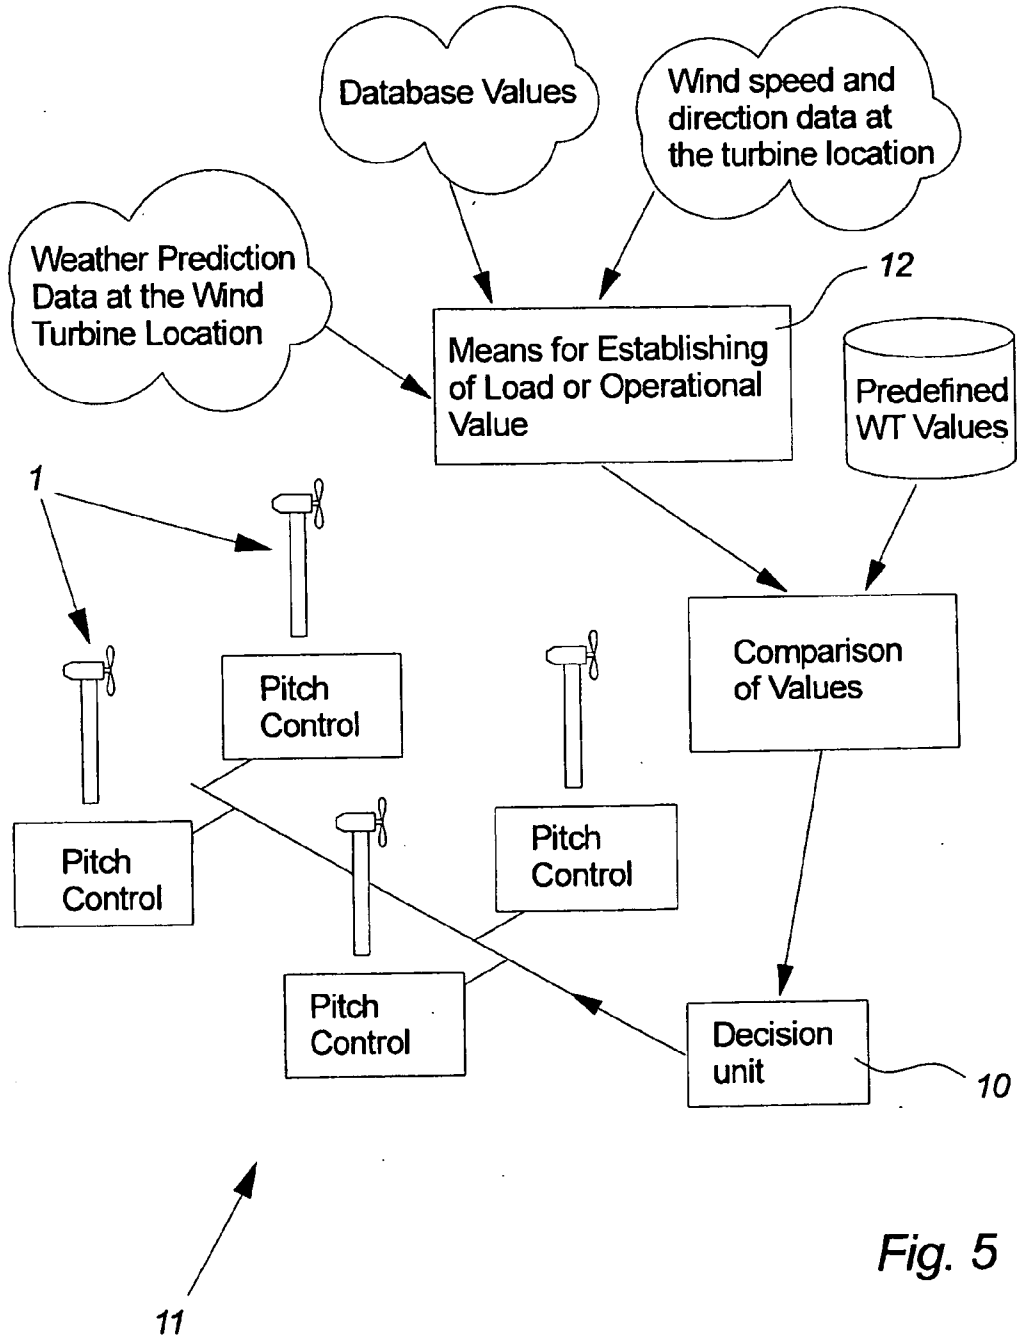 Database Values
Wind speed and
direction data at
the turbine location
Weather Prediction
Data at the Wind
Turbine Location
12
Means for Establishing
of Load or Operational
Value
Predefined
WT Values
1
Comparison
of Values
Pitch
Control
Pitch
Control
Pitch
Control
Pitch
Control
Decision
unit
10
11
Fig. 5